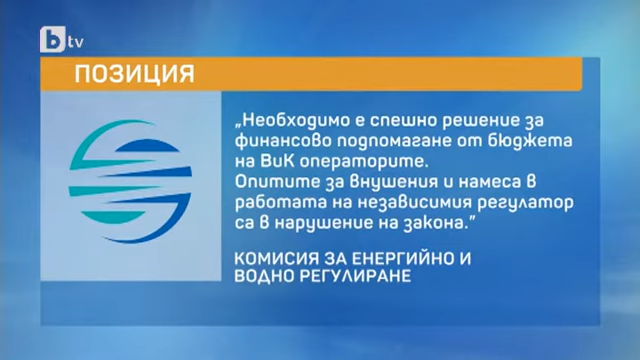 btv
ПОЗИЦИЯ
„Необходимо е спешно решение за
финансово подпомагане от бюджета
на ВиК операторите.
Опитите за внушения и намеса в
работата на независимия регулатор
са в нарушение на закона.”
КОМИСИЯ ЗА ЕНЕРГИЙНО И
ВОДНО РЕГУЛИРАНЕ